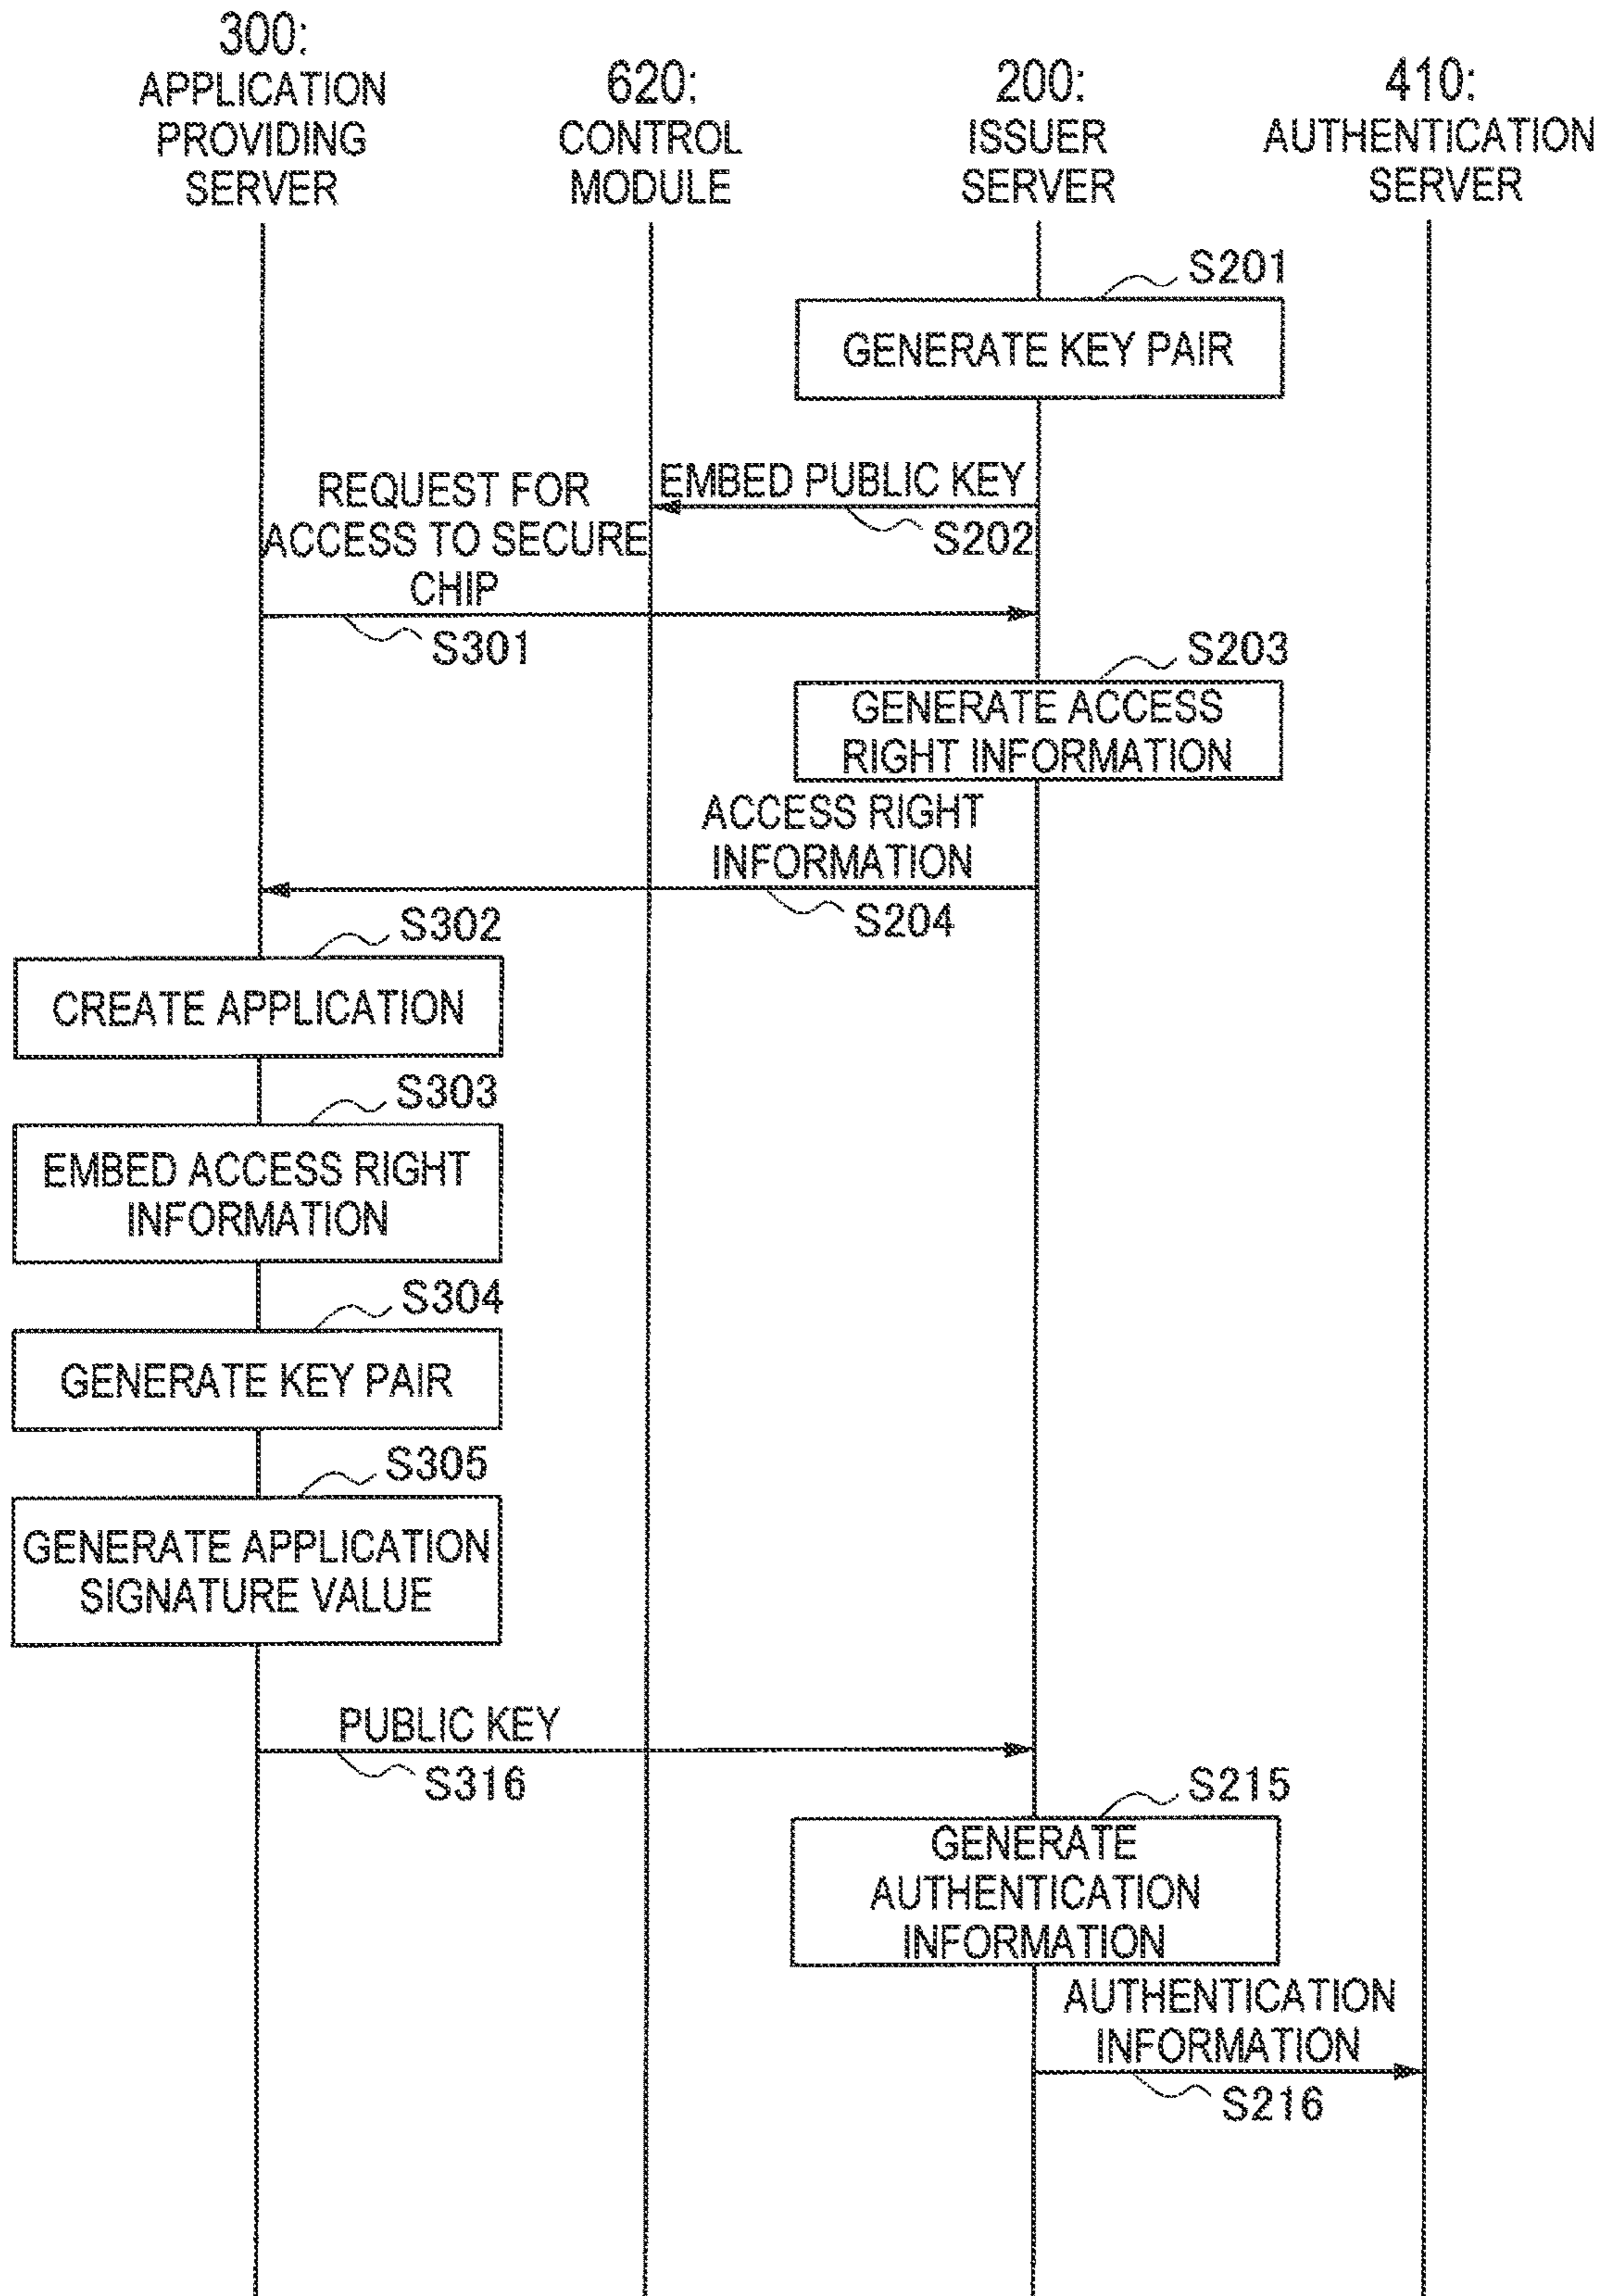 300:
APPLICATION
PROVIDING
SERVER
620:
CONTROL
MODULE
200:
ISSUER
SERVER
410:
AUTHENTICATION
SERVER
S201
GENERATE KEY PAIR
EMBED PUBLIC KEY
S202
REQUEST FOR
ACCESS TO SECURE
CHIP
S301
S203
GENERATE ACCESS
RIGHT INFORMATION
ACCESS RIGHT
INFORMATION
S204
S302
CREATE APPLICATION
S303
EMBED ACCESS RIGHT
INFORMATION
S304
GENERATE KEY PAIR
S305
GENERATE APPLICATION
SIGNATURE VALUE
PUBLIC KEY
S316
S215
GENERATE
AUTHENTICATION
INFORMATION
AUTHENTICATION
INFORMATION
S216